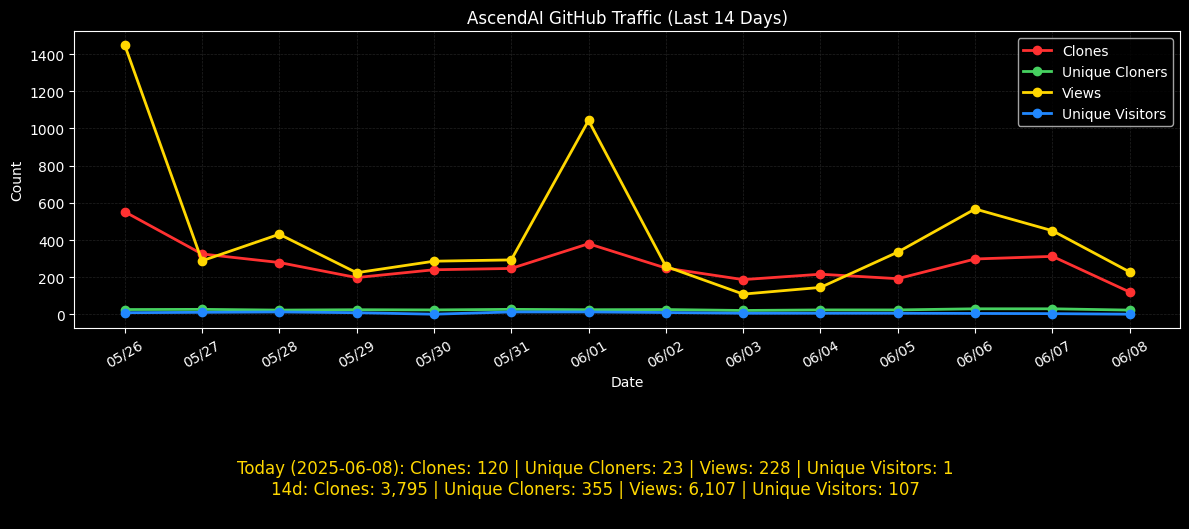 AscendAI GitHub Traffic (Last 14 Days)
Clones
Unique Cloners
Views
Unique Visitors
Count
1400
1200
1000
800
600
400
200
0
05/26 05/27 05/28 05/29 05/30 05/31 06/01 06/02 06/03 06/04 06/05 06/06 06/07 06/08
Date
Today (2025-06-08): Clones: 120 | Unique Cloners: 23 | Views: 228 | Unique Visitors: 1
14d: Clones: 3,795 | Unique Cloners: 355 | Views: 6,107 | Unique Visitors: 107